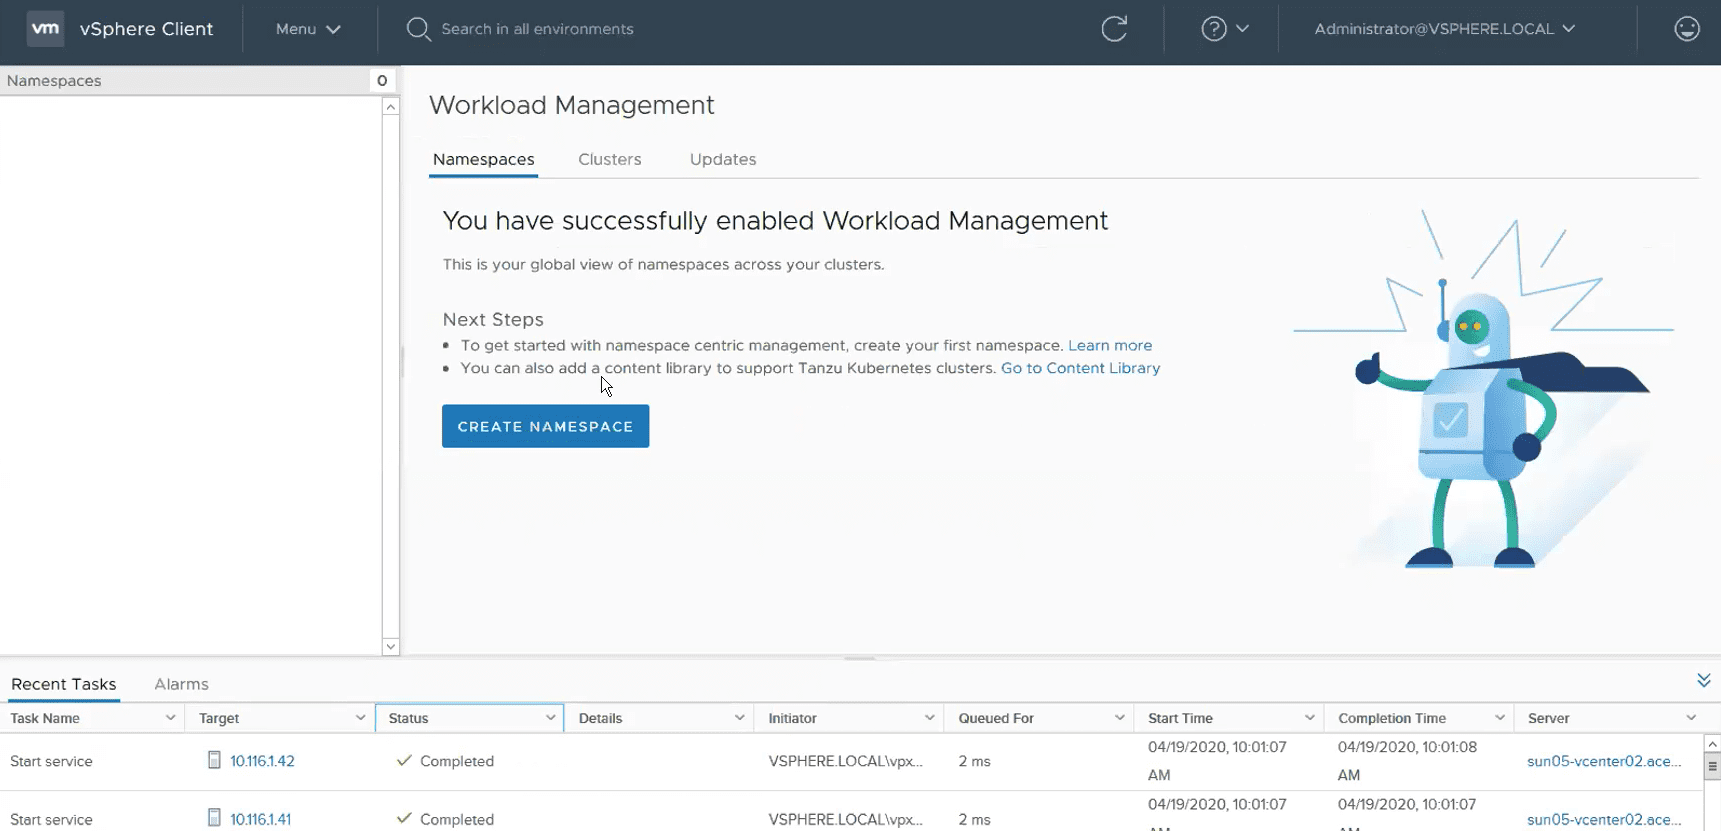 vm vSphere Client Menu Search in all environments Administrator@VSPHERE.LOCAL
Namespaces 0
Workload Management
Namespaces Clusters Updates
You have successfully enabled Workload Management
This is your global view of namespaces across your clusters.
Next Steps
To get started with namespace centric management, create your first namespace. Learn more
You can also add a content library to support Tanzu Kubernetes clusters. Go to Content Library
CREATE NAMESPACE
Recent Tasks Alarms
Task Name Target Status Details Initiator Queued For Start Time Completion Time Server
Start service 10.116.1.42 Completed VSPHERE.LOCAL\vpx... 2 ms 04/19/2020, 10:01:07 AM 04/19/2020, 10:01:08 AM sun05-vcenter02.ace...
Start service 10.116.1.41 Completed VSPHERE.LOCAL\vpx... 2 ms 04/19/2020, 10:01:07 04/19/2020, 10:01:07 sun05-vcenter02.ace...